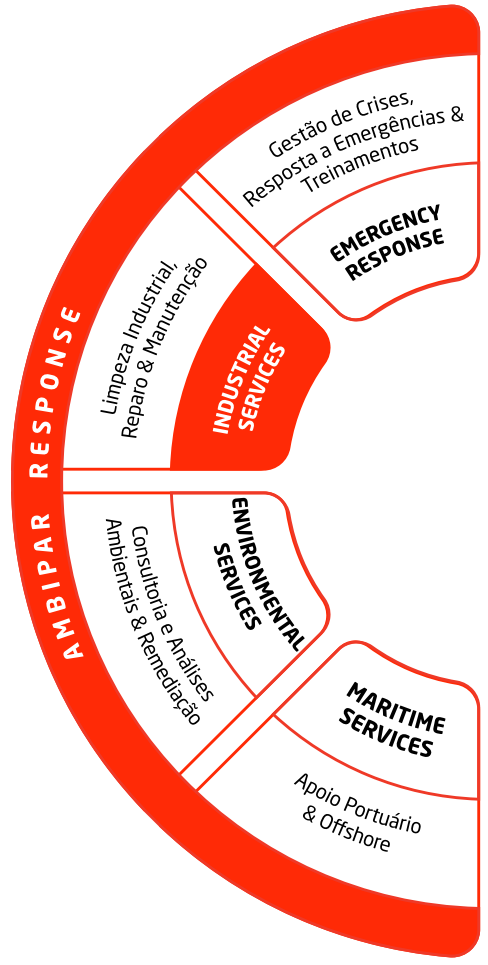 AMBIPAR RESPONSE
Gestão de Crises,
Resposta a Emergências &
Treinamentos
EMERGENCY
RESPONSE
Limpeza Industrial,
Reparo & Manutenção
INDUSTRIAL
SERVICES
ENVIRONMENTAL
SERVICES
Consultoria e Análises
Ambientais & Remediação
MARITIME
SERVICES
Apoio Portuário
& Offshore